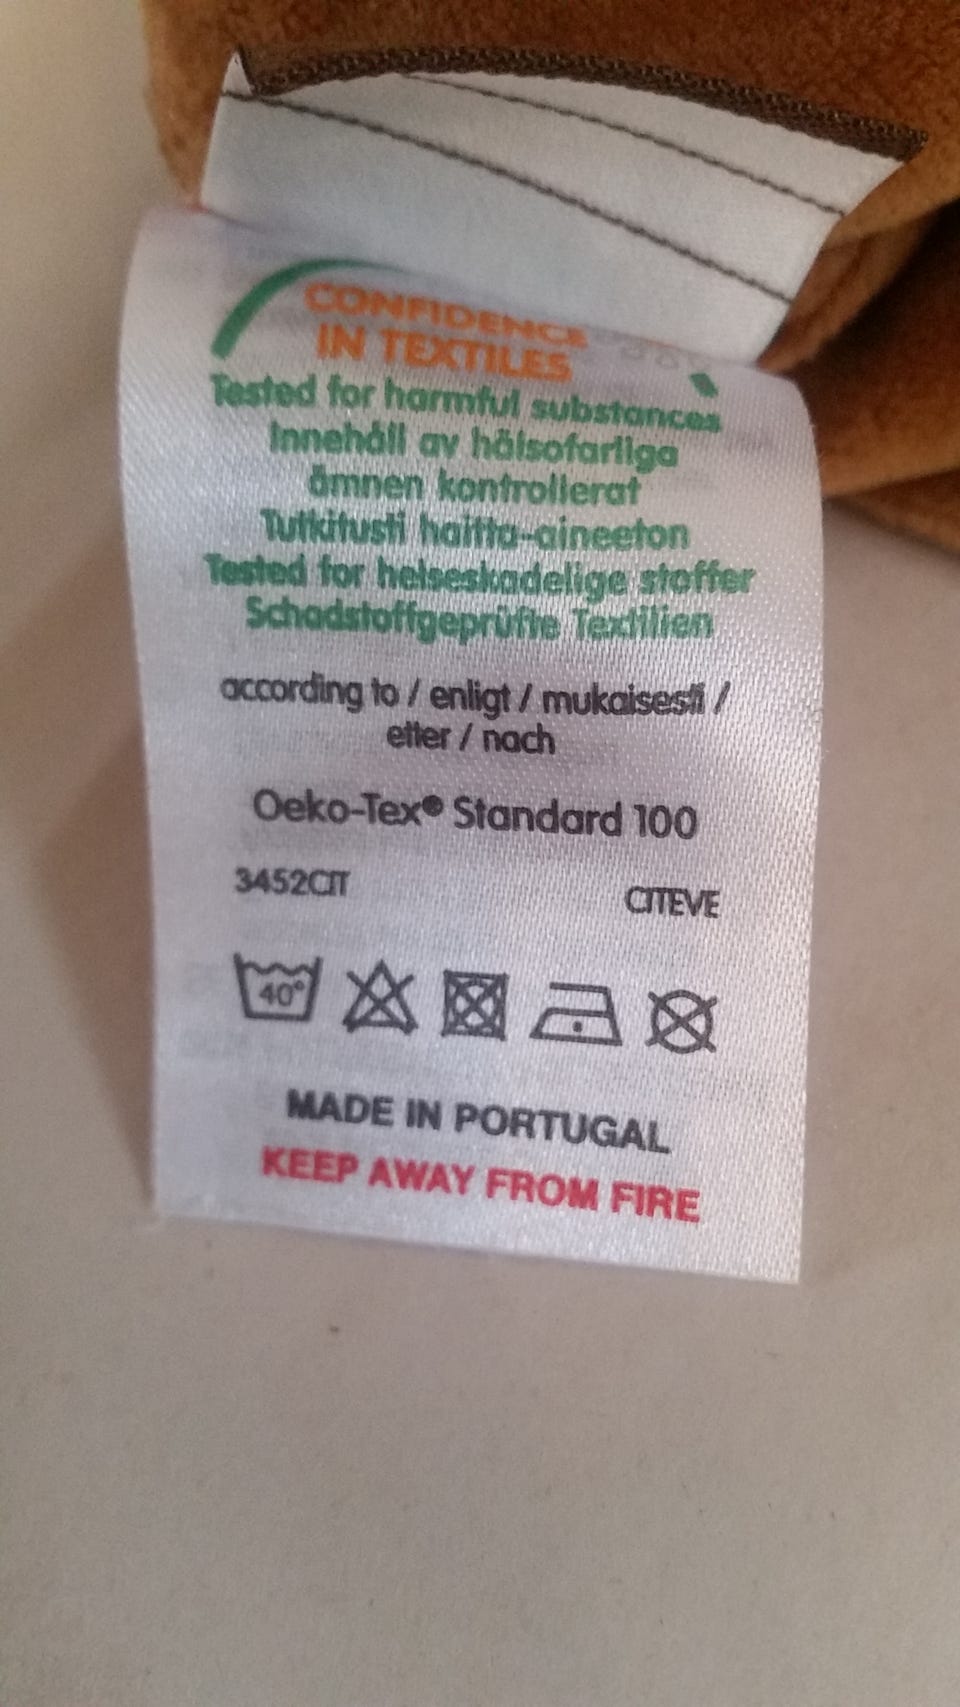 CONFIDENCE
IN TEXTILES
Tested for harmful substances
Innehåll av hälsofarliga
ämnen kontrollerat
Tutkitusti haitta-aineeton
Tested for helseskadelige stoffer
Schadstoffgeprüfte Textilien
according to / enligt / mukaisesti /
etter / nach
Oeko-Tex® Standard 100
3452CIT CITEVE
40°
MADE IN PORTUGAL
KEEP AWAY FROM FIRE